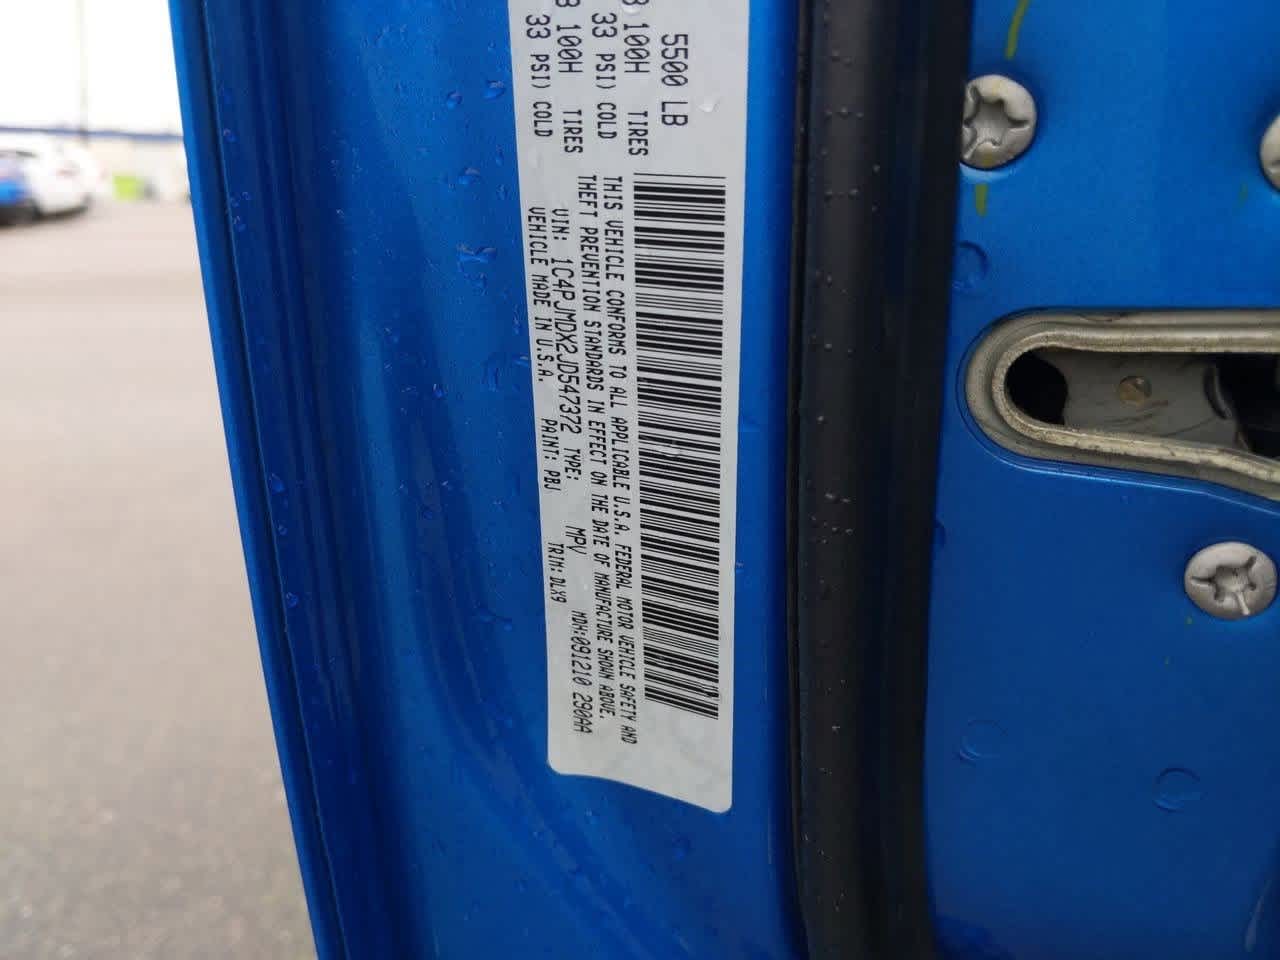 5500 LB
100H TIRES
33 PSI) COLD
100H TIRES
33 PSI) COLD
THIS VEHICLE CONFORMS TO ALL APPLICABLE U.S.A. FEDERAL MOTOR VEHICLE SAFETY AND
THEFT PREVENTION STANDARDS IN EFFECT ON THE DATE OF MANUFACTURE SHOWN ABOVE.
VIN: 1C4PJMDX2JD547372 TYPE: MPV MDH:091210 290AA
VEHICLE MADE IN U.S.A. PAINT: PBJ TRIM: DLX9